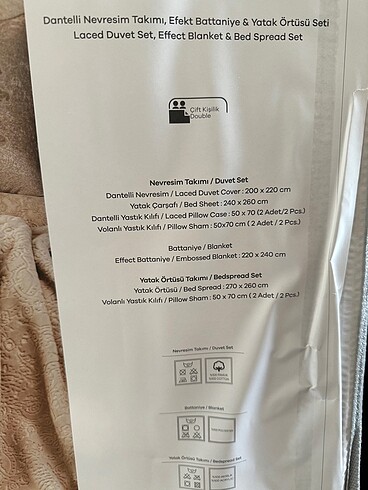 Dantelli Nevresim Takımı, Efekt Battaniye & Yatak Örtüsü Seti
Laced Duvet Set, Effect Blanket & Bed Spread Set
Çift Kişilik
Double
Nevresim Takımı / Duvet Set
Dantelli Nevresim / Laced Duvet Cover : 200 x 220 cm
Yatak Çarşafı / Bed Sheet : 240 x 260 cm
Dantelli Yastık Kılıfı / Laced Pillow Case : 50 x 70 (2 Adet/2 Pcs.)
Volanlı Yastık Kılıfı / Pillow Sham : 50x70 cm ( 2 Adet / 2 Pcs.)
Battaniye / Blanket
Effect Battaniye / Embossed Blanket : 220 x 240 cm
Yatak Örtüsü Takımı / Bedspread Set
Yatak Örtüsü / Bed Spread : 270 x 260 cm
Volanlı Yastık Kılıfı / Pillow Sham : 50 x 70 cm ( 2 Adet / 2 Pcs.)
Nevresim Takımı / Duvet Set
Battaniye / Blanket
Yatak Örtüsü Takımı / Bedspread Set